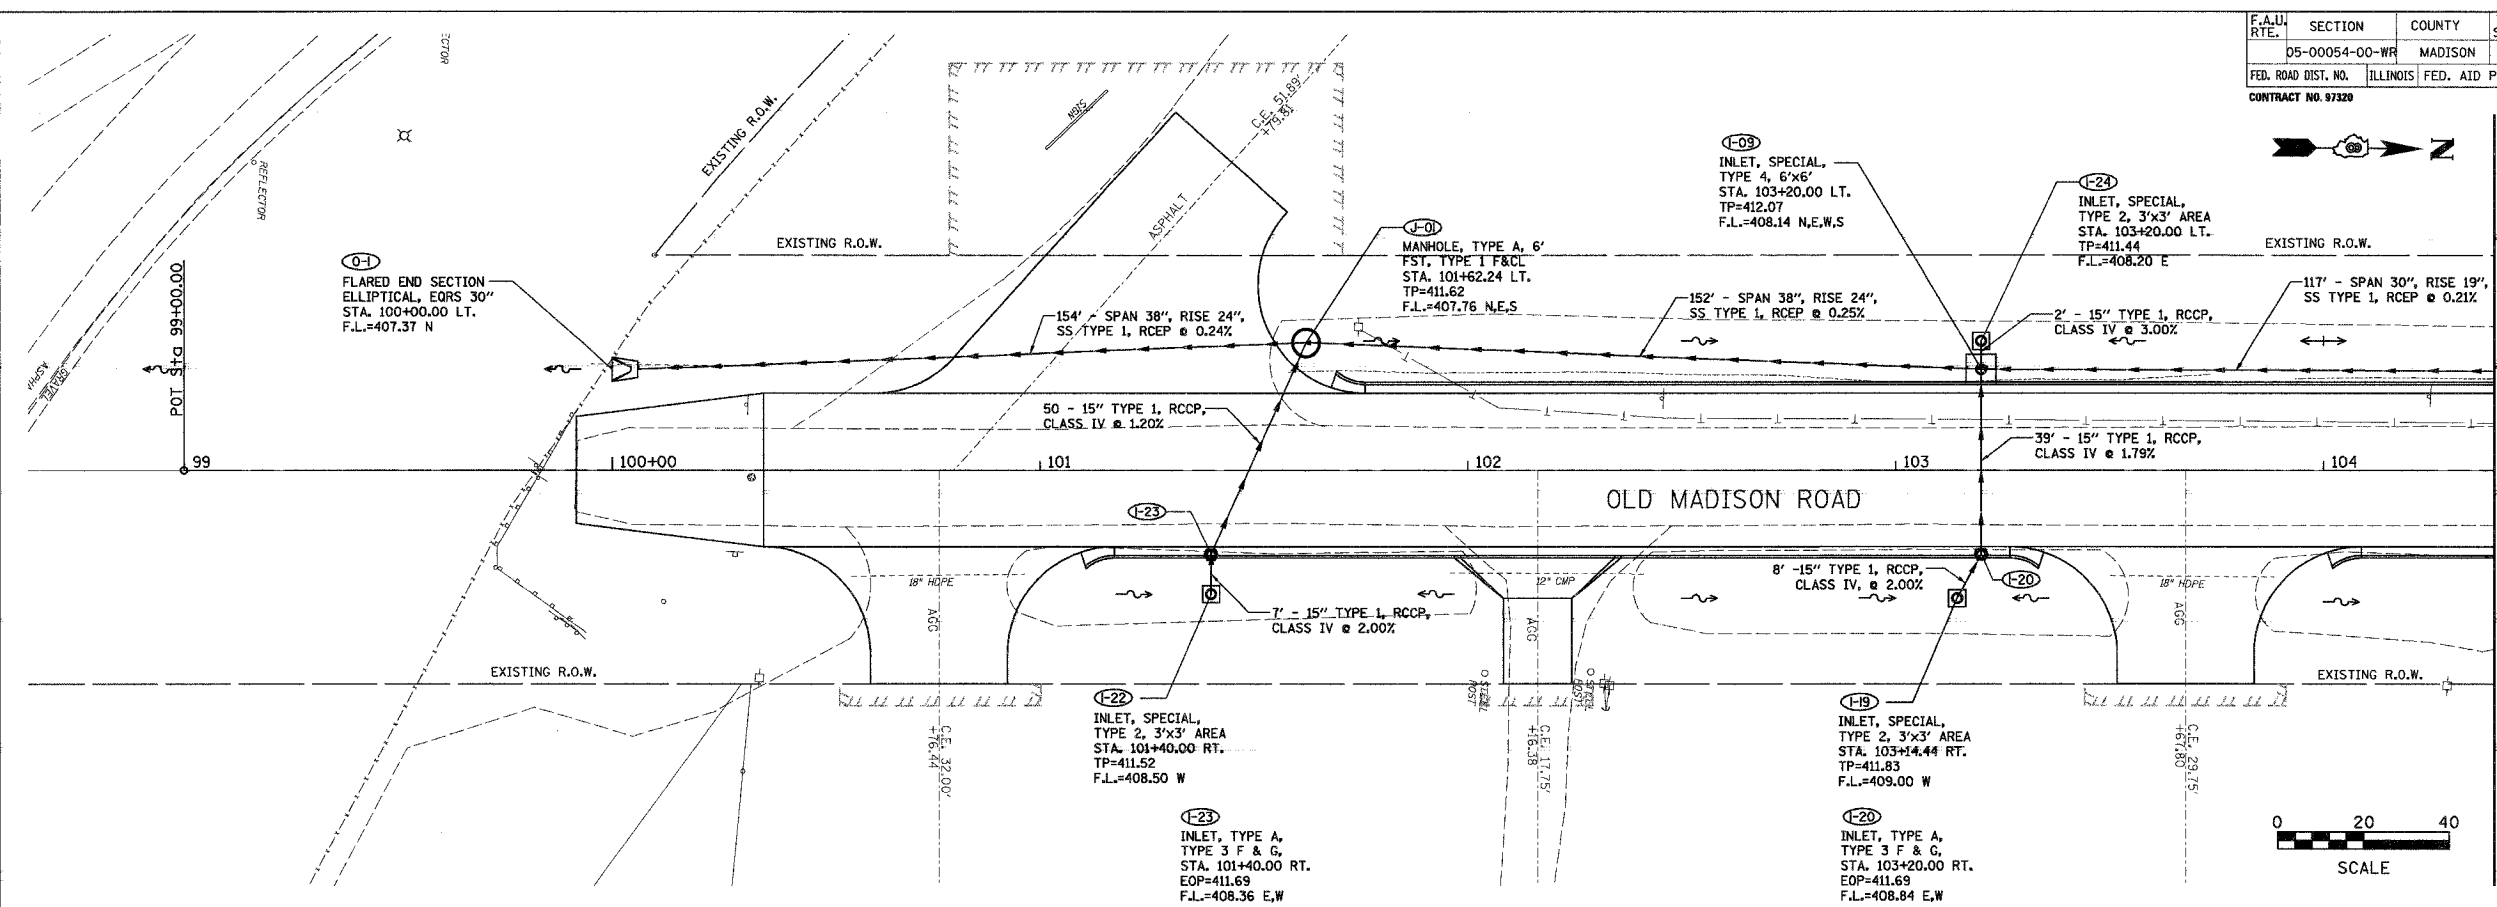 F.A.U. RTE. SECTION COUNTY
05-00054-00-WR MADISON
FED. ROAD DIST. NO. ILLINOIS FED. AID P
CONTRACT NO. 97320
N
ECTOR
REFLECTOR
SIGN
EXISTING R.O.W.
C.E. 51.89'
+79.81
ASPHALT
EXISTING R.O.W.
EXISTING R.O.W.
I-09
INLET, SPECIAL,
TYPE 4, 6'x6'
STA. 103+20.00 LT.
TP=412.07
F.L.=408.14 N,E,W,S
I-24
INLET, SPECIAL,
TYPE 2, 3'x3' AREA
STA. 103+20.00 LT.
TP=411.44
F.L.=408.20 E
J-01
MANHOLE, TYPE A, 6'
FST, TYPE 1 F&CL
STA. 101+62.24 LT.
TP=411.62
F.L.=407.76 N,E,S
O-1
FLARED END SECTION
ELLIPTICAL, EQRS 30"
STA. 100+00.00 LT.
F.L.=407.37 N
POT Sta 99+00.00
GRAVEL
154' - SPAN 38", RISE 24",
SS TYPE 1, RCEP @ 0.24%
152' - SPAN 38", RISE 24",
SS TYPE 1, RCEP @ 0.25%
117' - SPAN 30", RISE 19",
SS TYPE 1, RCEP @ 0.21%
2' - 15" TYPE 1, RCCP,
CLASS IV @ 3.00%
50 - 15" TYPE 1, RCCP,
CLASS IV @ 1.20%
39' - 15" TYPE 1, RCCP,
CLASS IV @ 1.79%
99
100+00
101
102
103
104
OLD MADISON ROAD
I-23
I-20
18" HDPE
AGG
12" CMP
AGG
18" HDPE
AGG
7' - 15" TYPE 1, RCCP,
CLASS IV @ 2.00%
8' -15" TYPE 1, RCCP,
CLASS IV, @ 2.00%
EXISTING R.O.W.
EXISTING R.O.W.
O STEEL POST
O STEEL POST
C.E. 32.00'
+76.44
C.E. 17.75'
+16.38
C.E. 29.75'
+67.80
I-22
INLET, SPECIAL,
TYPE 2, 3'x3' AREA
STA. 101+40.00 RT.
TP=411.52
F.L.=408.50 W
I-19
INLET, SPECIAL,
TYPE 2, 3'x3' AREA
STA. 103+14.44 RT.
TP=411.83
F.L.=409.00 W
I-23
INLET, TYPE A,
TYPE 3 F & G,
STA. 101+40.00 RT.
EOP=411.69
F.L.=408.36 E,W
I-20
INLET, TYPE A,
TYPE 3 F & G,
STA. 103+20.00 RT.
EOP=411.69
F.L.=408.84 E,W
0 20 40
SCALE